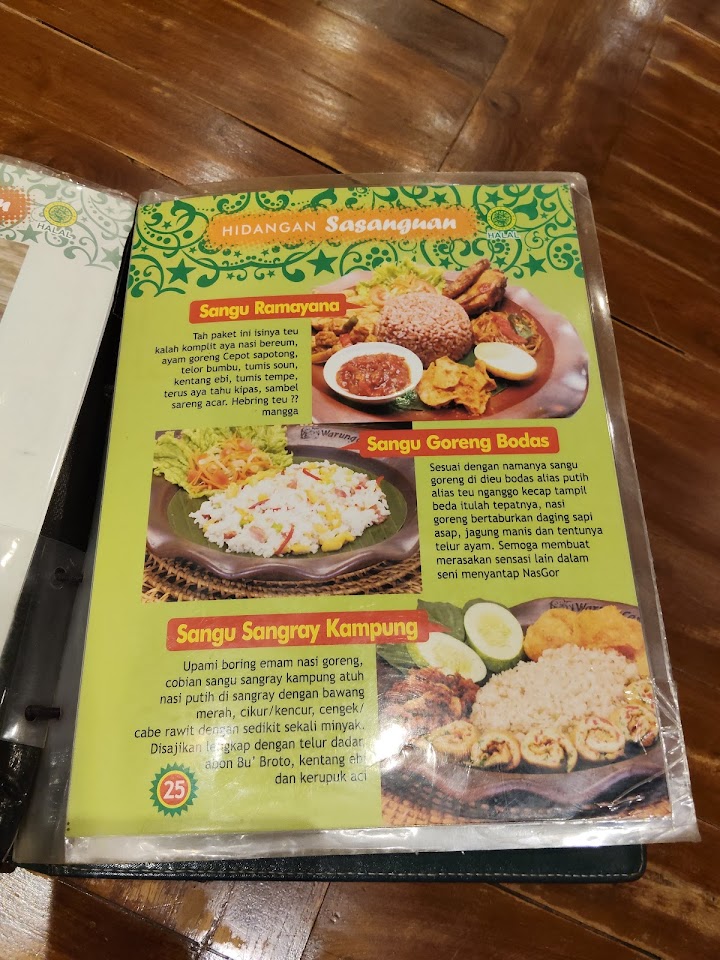 HALAL
HIDANGAN Sasanguan
HALAL
Sangu Ramayana
Tah paket ini isinya teu
kalah komplit aya nasi bereum,
ayam goreng Cepot sapotong,
telor bumbu, tumis soun,
kentang ebi, tumis tempe,
terus aya tahu kipas, sambel
sareng acar. Hebring teu ??
mangga
Warung
Sangu Goreng Bodas
Sesuai dengan namanya sangu
goreng di dieu bodas alias putih
alias teu nganggo kecap tampil
beda itulah tepatnya, nasi
goreng bertaburkan daging sapi
asap, jagung manis dan tentunya
telur ayam. Semoga membuat
merasakan sensasi lain dalam
seni menyantap NasGor
Sangu Sangray Kampung
Upami boring emam nasi goreng,
cobian sangu sangray kampung atuh
nasi putih di sangray dengan bawang
merah, cikur/kencur, cengek/
cabe rawit dengan sedikit sekali minyak.
Disajikan lengkap dengan telur dadar,
abon Bu' Broto, kentang ebi
dan kerupuk aci
25